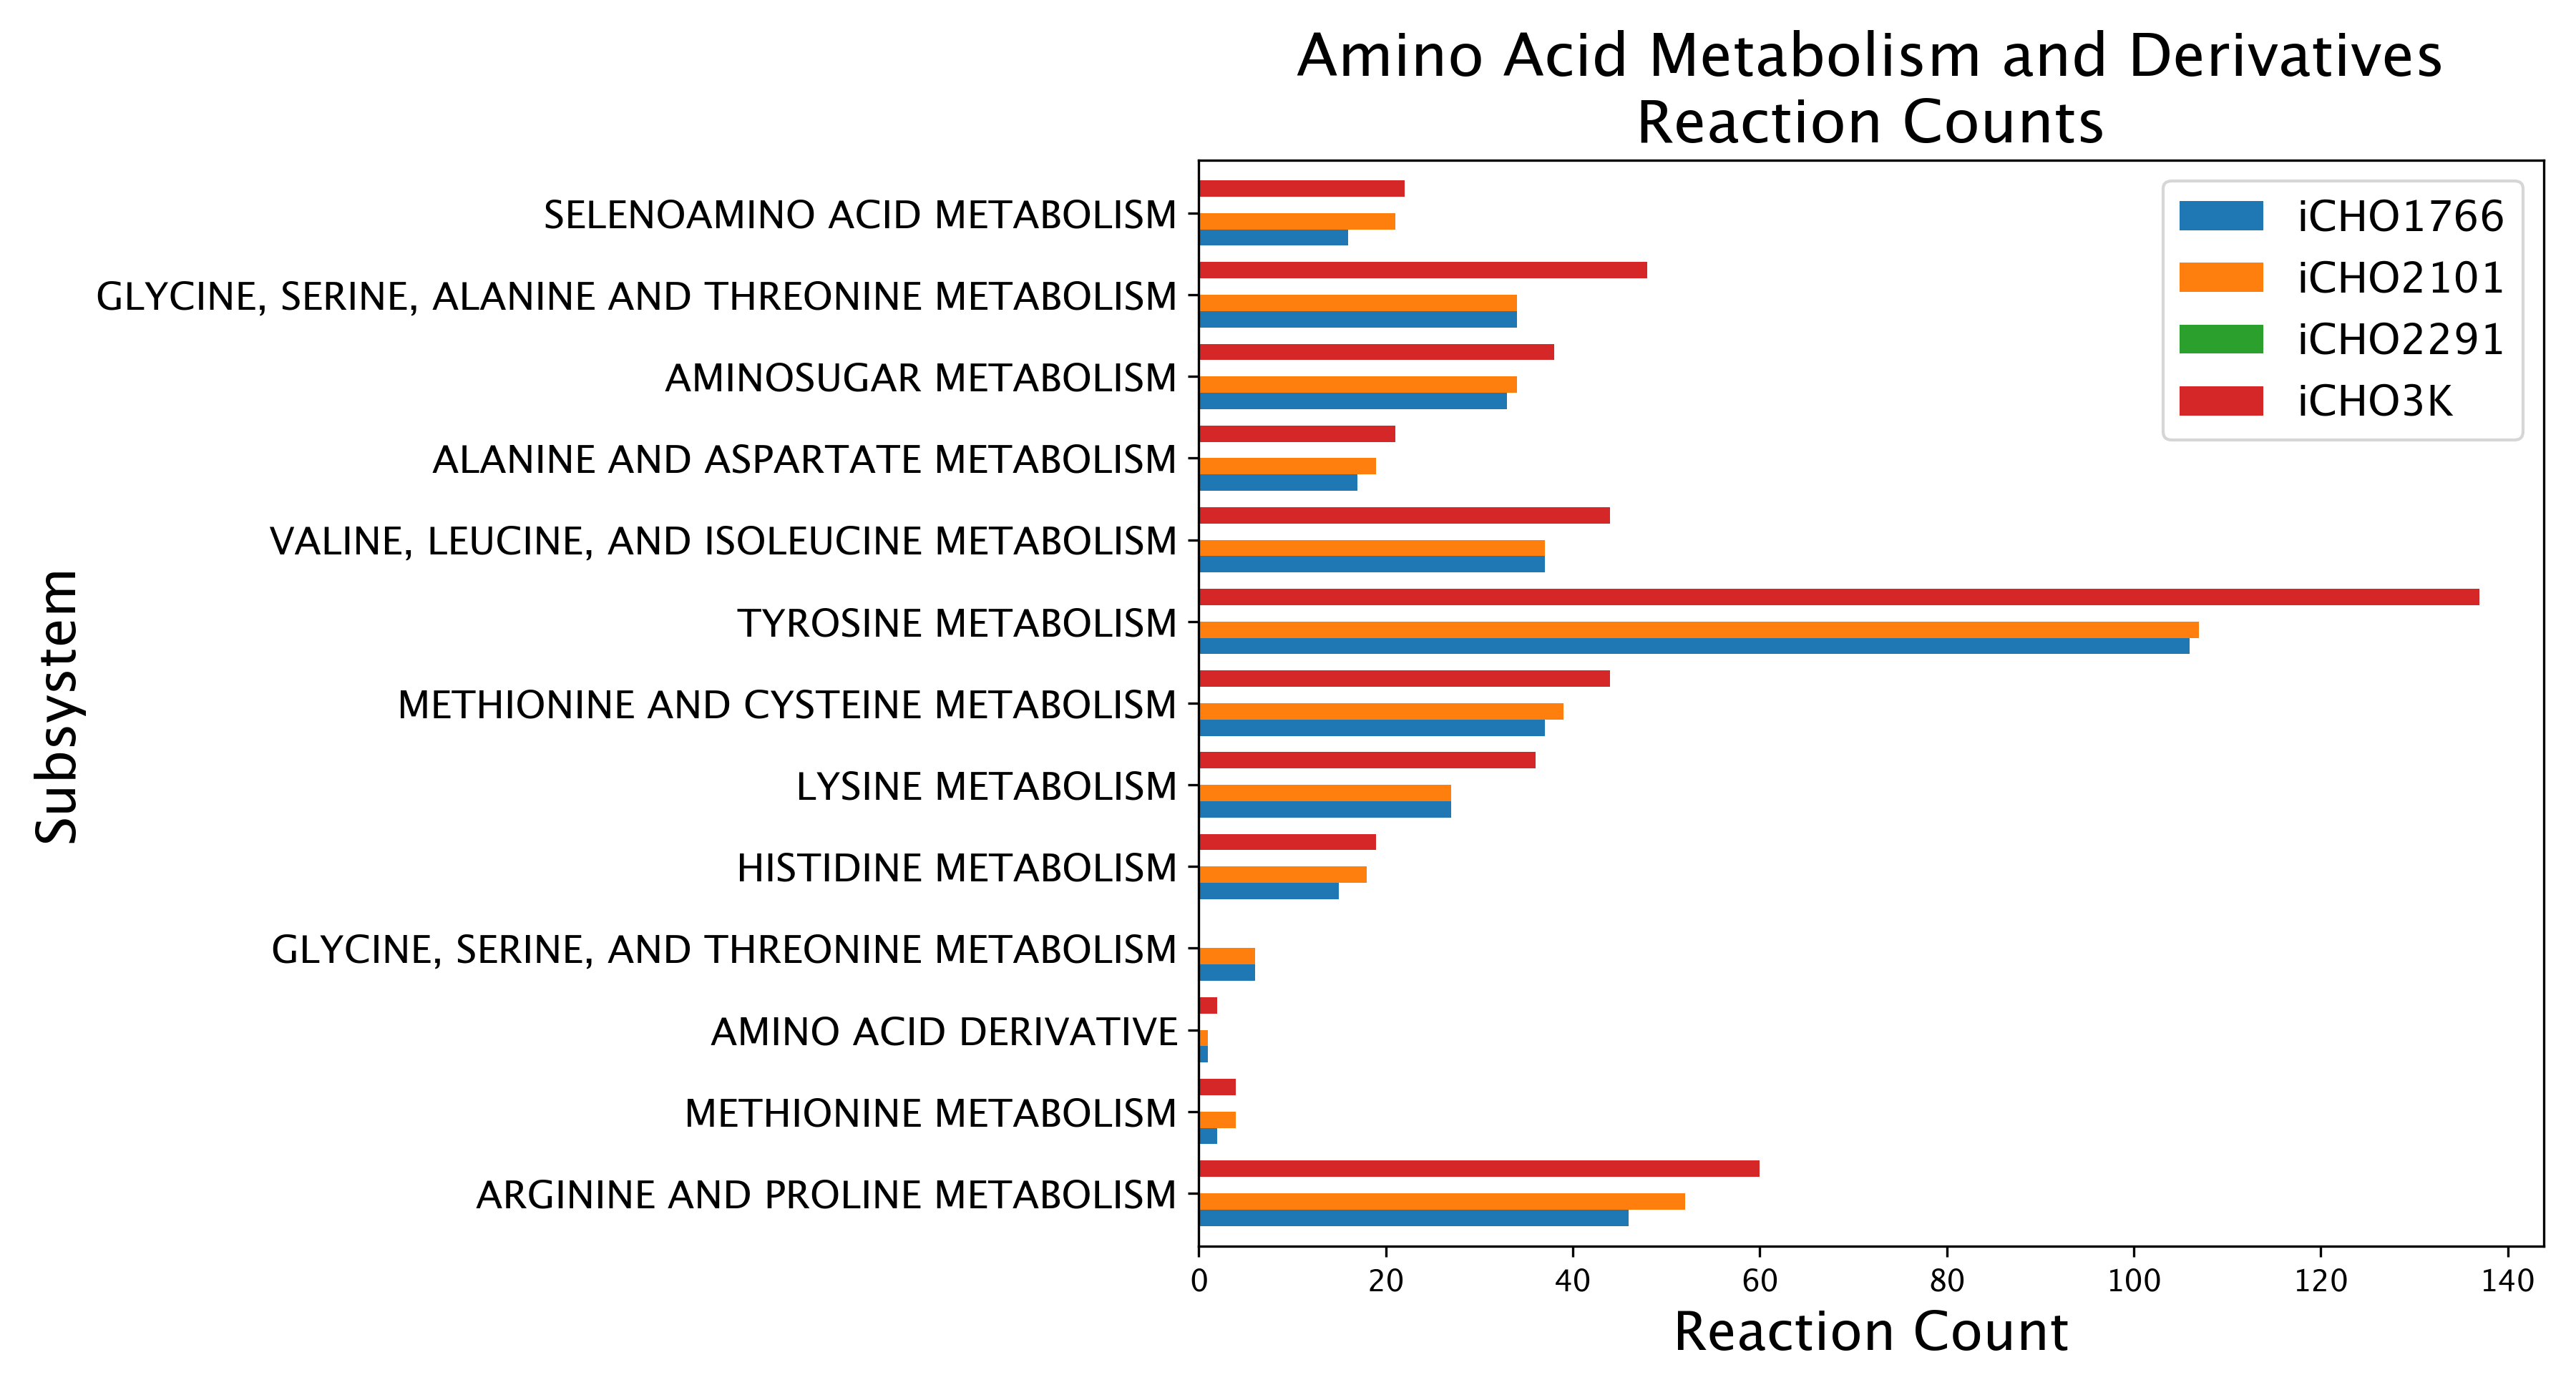 Amino Acid Metabolism and Derivatives
Reaction Counts
iCHO1766
iCHO2101
iCHO2291
iCHO3K
Subsystem
SELENOAMINO ACID METABOLISM
GLYCINE, SERINE, ALANINE AND THREONINE METABOLISM
AMINOSUGAR METABOLISM
ALANINE AND ASPARTATE METABOLISM
VALINE, LEUCINE, AND ISOLEUCINE METABOLISM
TYROSINE METABOLISM
METHIONINE AND CYSTEINE METABOLISM
LYSINE METABOLISM
HISTIDINE METABOLISM
GLYCINE, SERINE, AND THREONINE METABOLISM
AMINO ACID DERIVATIVE
METHIONINE METABOLISM
ARGININE AND PROLINE METABOLISM
0 20 40 60 80 100 120 140
Reaction Count